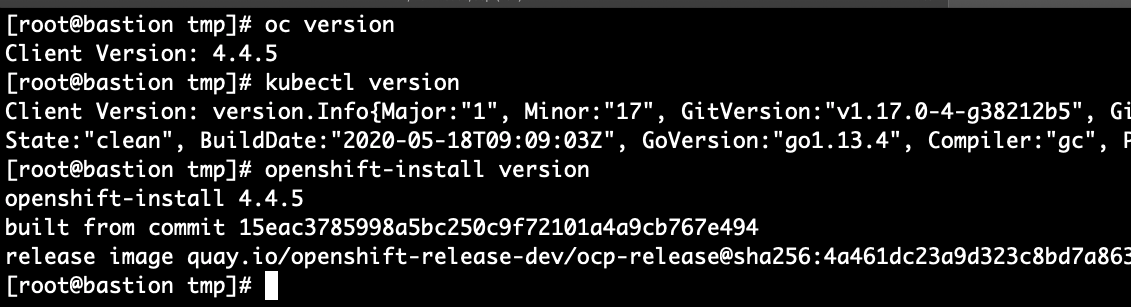 [root@bastion tmp]# oc version
Client Version: 4.4.5
[root@bastion tmp]# kubectl version
Client Version: version.Info{Major:"1", Minor:"17", GitVersion:"v1.17.0-4-g38212b5", Gi
State:"clean", BuildDate:"2020-05-18T09:09:03Z", GoVersion:"go1.13.4", Compiler:"gc", P
[root@bastion tmp]# openshift-install version
openshift-install 4.4.5
built from commit 15eac3785998a5bc250c9f72101a4a9cb767e494
release image quay.io/openshift-release-dev/ocp-release@sha256:4a461dc23a9d323c8bd7a863
[root@bastion tmp]#